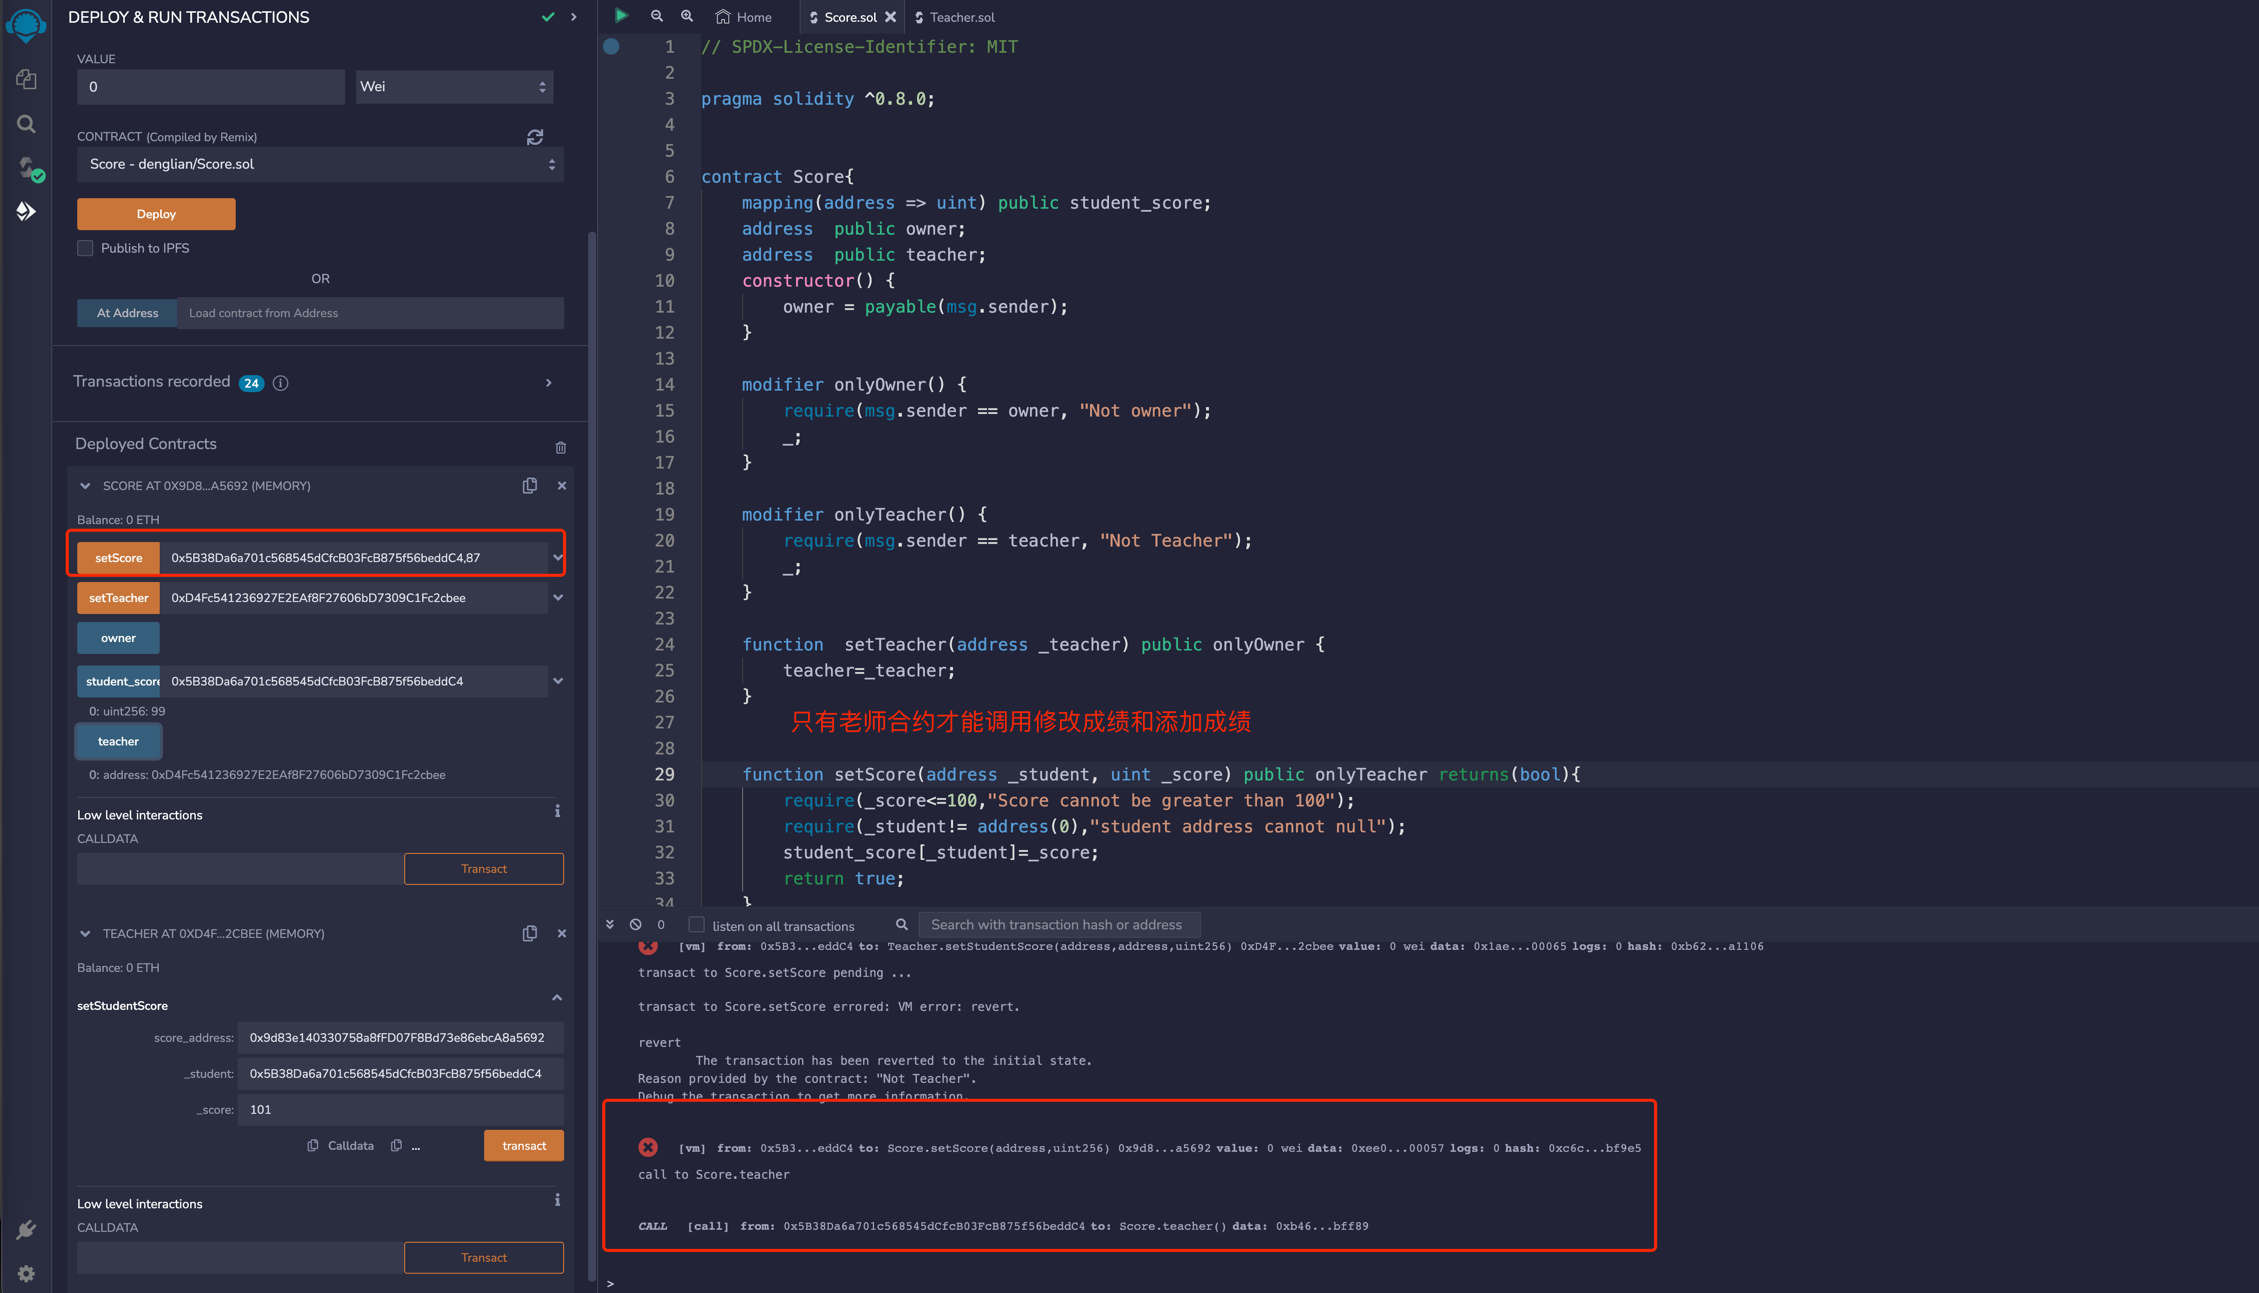 DEPLOY & RUN TRANSACTIONS
VALUE
0
Wei
CONTRACT (Compiled by Remix)
Score - denglian/Score.sol
Deploy
Publish to IPFS
OR
At Address
Load contract from Address
Transactions recorded 24
Deployed Contracts
SCORE AT 0X9D8...A5692 (MEMORY)
Balance: 0 ETH
setScore 0x5B38Da6a701c568545dCfcB03FcB875f56beddC4,87
setTeacher 0xD4Fc541236927E2EAf8F27606bD7309C1Fc2cbee
owner
student_score 0x5B38Da6a701c568545dCfcB03FcB875f56beddC4
0: uint256: 99
teacher
0: address: 0xD4Fc541236927E2EAf8F27606bD7309C1Fc2cbee
Low level interactions
CALLDATA
Transact
TEACHER AT 0XD4F...2CBEE (MEMORY)
Balance: 0 ETH
setStudentScore
score_address: 0x9d83e140330758a8fFD07F8Bd73e86ebcA8a5692
_student: 0x5B38Da6a701c568545dCfcB03FcB875f56beddC4
_score: 101
Calldata ... transact
Low level interactions
CALLDATA
Transact
Home Score.sol Teacher.sol
1 // SPDX-License-Identifier: MIT
2
3 pragma solidity ^0.8.0;
4
5
6 contract Score{
7 mapping(address => uint) public student_score;
8 address  public owner;
9 address  public teacher;
10 constructor() {
11 owner = payable(msg.sender);
12 }
13
14 modifier onlyOwner() {
15 require(msg.sender == owner, "Not owner");
16 _;
17 }
18
19 modifier onlyTeacher() {
20 require(msg.sender == teacher, "Not Teacher");
21 _;
22 }
23
24 function  setTeacher(address _teacher) public onlyOwner {
25 teacher=_teacher;
26 }
27 只有老师合约才能调用修改成绩和添加成绩
28
29 function setScore(address _student, uint _score) public onlyTeacher returns(bool){
30 require(_score<=100,"Score cannot be greater than 100");
31 require(_student!= address(0),"student address cannot null");
32 student_score[_student]=_score;
33 return true;
34 }
0 listen on all transactions Search with transaction hash or address
[vm] from: 0x5B3...eddC4 to: Teacher.setStudentScore(address,address,uint256) 0xD4F...2cbee value: 0 wei data: 0x1ae...00065 logs: 0 hash: 0xb62...a1106
transact to Score.setScore pending ...
transact to Score.setScore errored: VM error: revert.
revert
The transaction has been reverted to the initial state.
Reason provided by the contract: "Not Teacher".
Debug the transaction to get more information.
[vm] from: 0x5B3...eddC4 to: Score.setScore(address,uint256) 0x9d8...a5692 value: 0 wei data: 0xee0...00057 logs: 0 hash: 0xc6c...bf9e5
call to Score.teacher
CALL [call] from: 0x5B38Da6a701c568545dCfcB03FcB875f56beddC4 to: Score.teacher() data: 0xb46...bff89
>